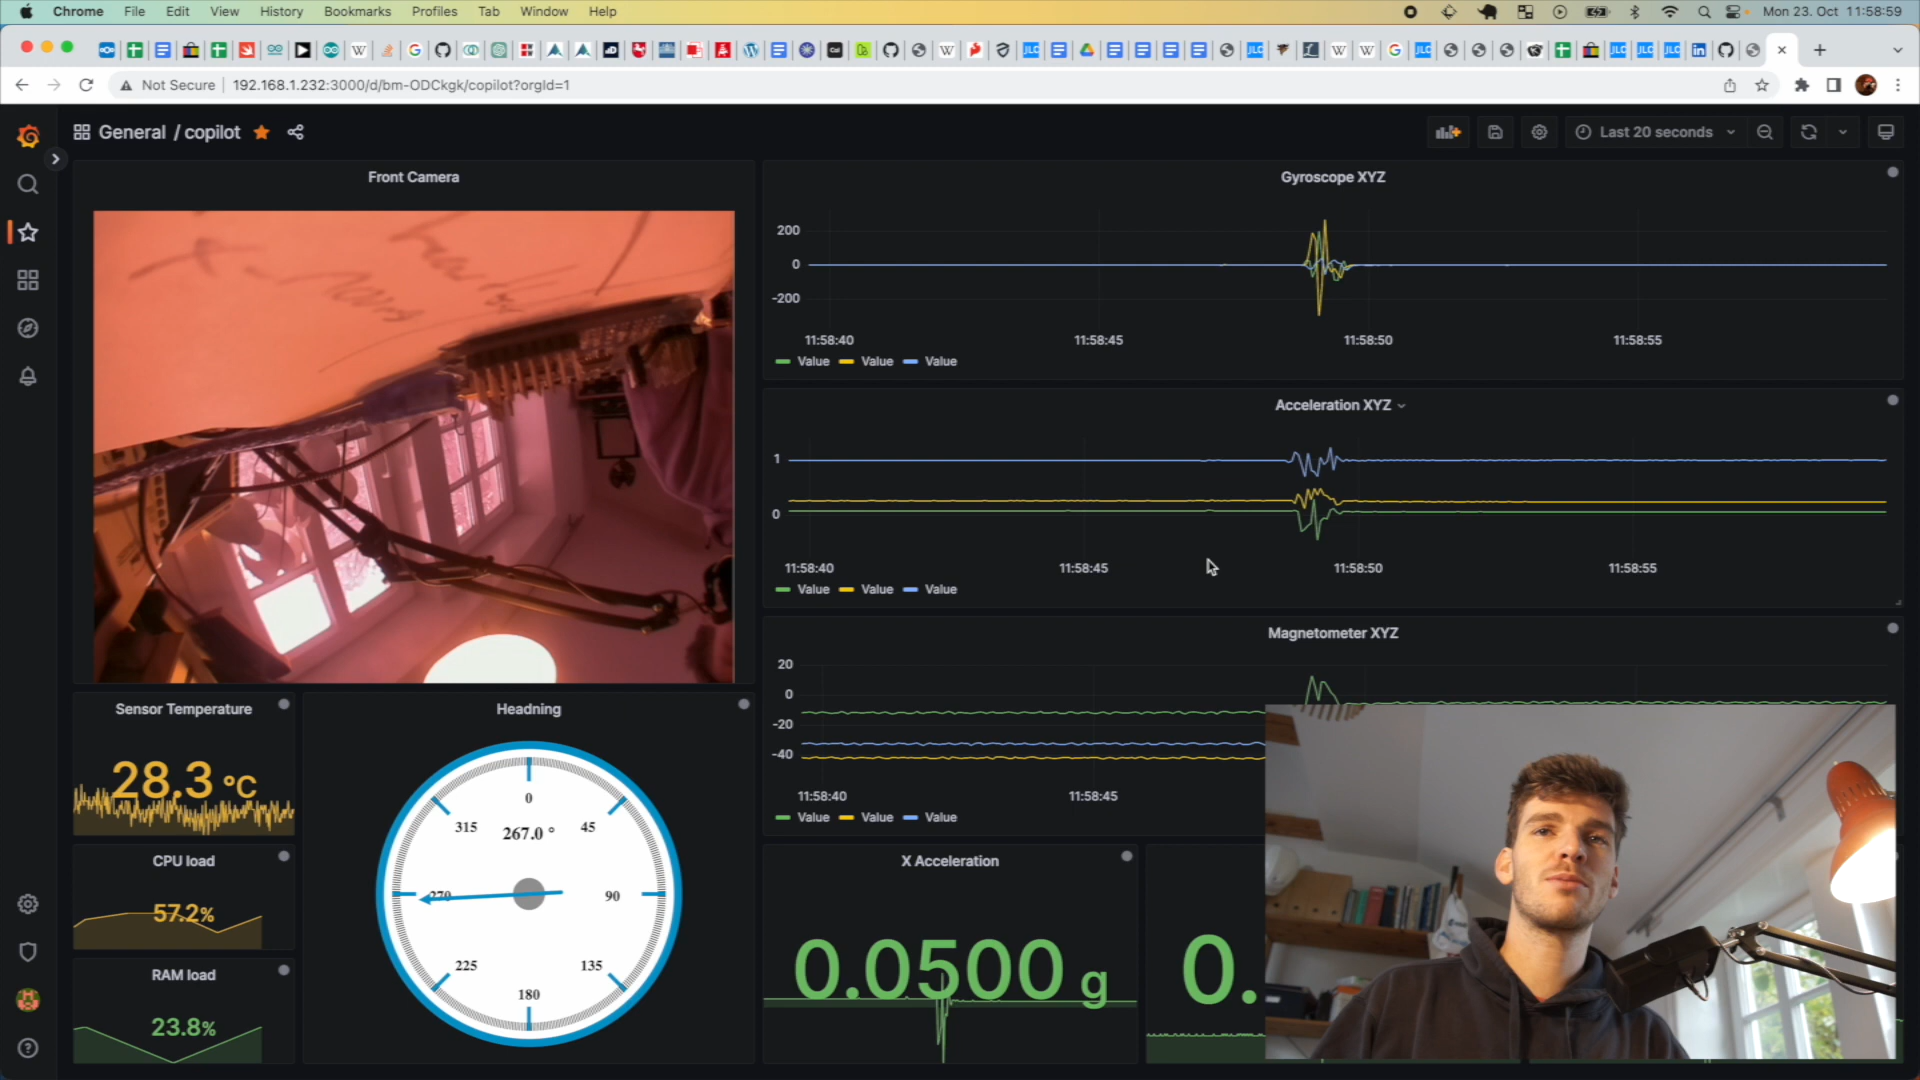 Chrome File Edit View History Bookmarks Profiles Tab Window Help
Mon 23. Oct 11:58:59
Not Secure 192.168.1.232:3000/d/bm-ODCkgk/copilot?orgId=1
General / copilot
Last 20 seconds
Front Camera
Gyroscope XYZ
200
0
-200
11:58:40 11:58:45 11:58:50 11:58:55
Value Value Value
Acceleration XYZ
1
0
11:58:40 11:58:45 11:58:50 11:58:55
Value Value Value
Magnetometer XYZ
20
0
-20
-40
11:58:40 11:58:45
Value Value Value
Sensor Temperature
28.3 °C
CPU load
57.2%
RAM load
23.8%
Headning
0
315 267.0 ° 45
270 90
225 135
180
X Acceleration
0.0500 g
0.